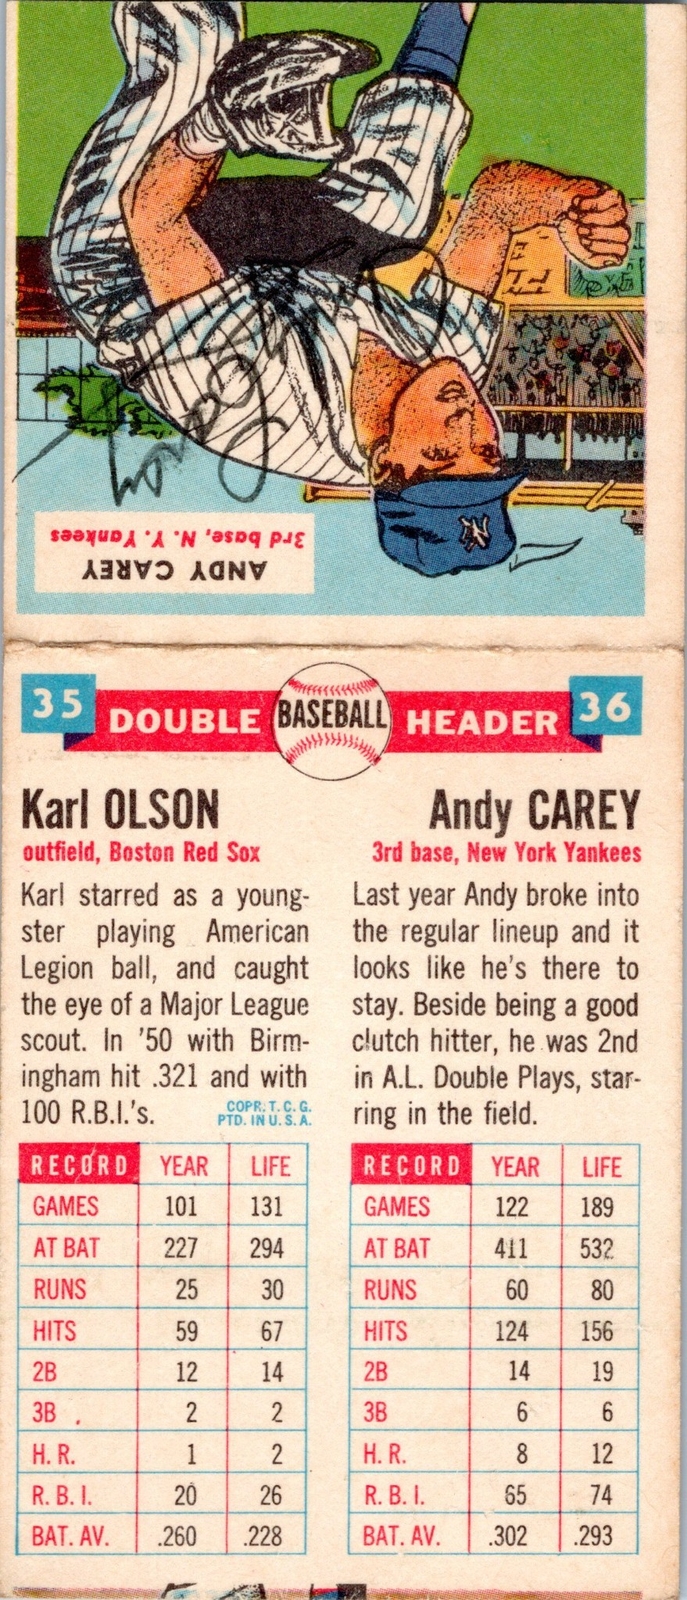 ANDY CAREY
3rd base, N. Y. Yankees
Andy Carey
NY
35
DOUBLE
BASEBALL
HEADER
36
Karl OLSON
outfield, Boston Red Sox
Karl starred as a young-
ster playing American
Legion ball, and caught
the eye of a Major League
scout. In '50 with Birm-
ingham hit .321 and with
100 R.B.I.'s.
COPR. T. C. G.
PTD. IN U. S. A.
Andy CAREY
3rd base, New York Yankees
Last year Andy broke into
the regular lineup and it
looks like he's there to
stay. Beside being a good
clutch hitter, he was 2nd
in A.L. Double Plays, star-
ring in the field.
RECORD YEAR LIFE
GAMES 101 131
AT BAT 227 294
RUNS 25 30
HITS 59 67
2B 12 14
3B 2 2
H. R. 1 2
R. B. I. 20 26
BAT. AV. .260 .228
RECORD YEAR LIFE
GAMES 122 189
AT BAT 411 532
RUNS 60 80
HITS 124 156
2B 14 19
3B 6 6
H. R. 8 12
R. B. I. 65 74
BAT. AV. .302 .293